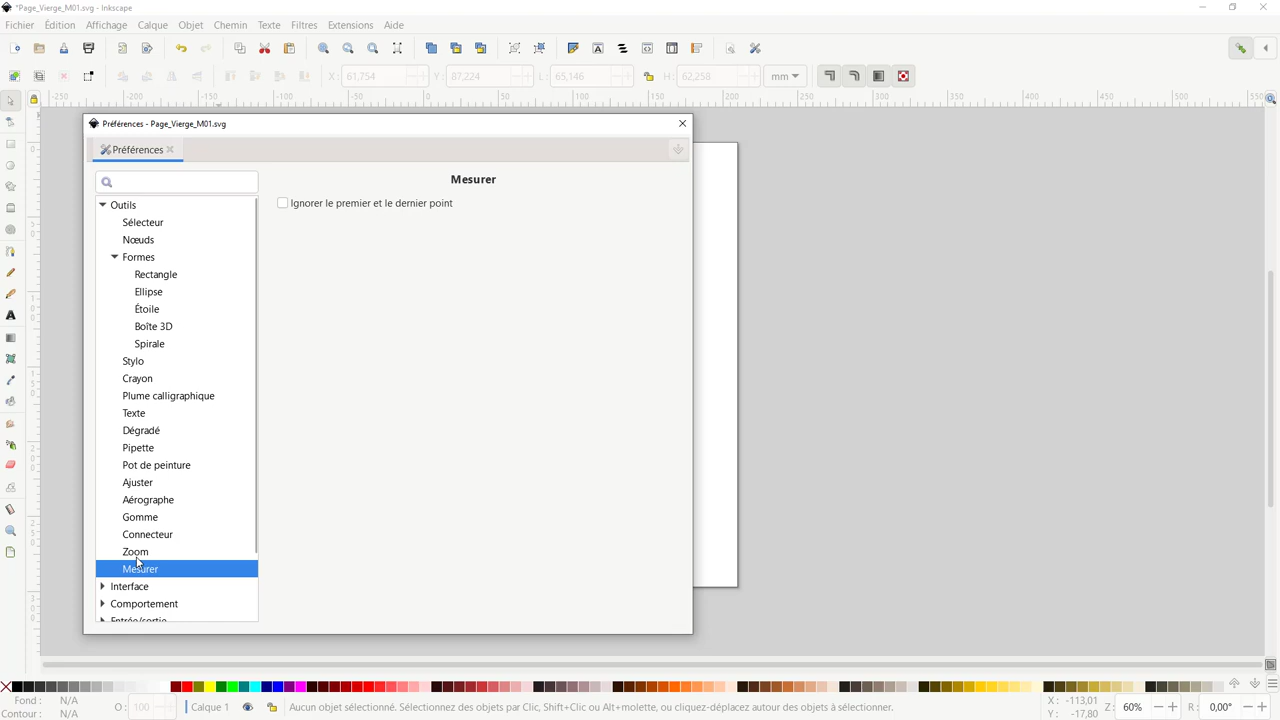 *Page_Vierge_M01.svg - Inkscape
Fichier Édition Affichage Calque Objet Chemin Texte Filtres Extensions Aide
X: 61,754 Y: 87,224 L: 65,146 H: 62,258 mm
-250 -200 -150 -100 -50 0 50 100 150 200 250 300 350 400 450 500 550
Préférences - Page_Vierge_M01.svg
Préférences
Mesurer
Ignorer le premier et le dernier point
Outils
Sélecteur
Nœuds
Formes
Rectangle
Ellipse
Étoile
Boîte 3D
Spirale
Stylo
Crayon
Plume calligraphique
Texte
Dégradé
Pipette
Pot de peinture
Ajuster
Aérographe
Gomme
Connecteur
Zoom
Mesurer
Interface
Comportement
Entrée/sortie
Fond : N/A
Contour : N/A
O: 100
Calque 1
Aucun objet sélectionné. Sélectionnez des objets par Clic, Shift+Clic ou Alt+molette, ou cliquez-déplacez autour des objets à sélectionner.
X: -113,01
Y: -17,80
Z: 60%
R: 0,00°